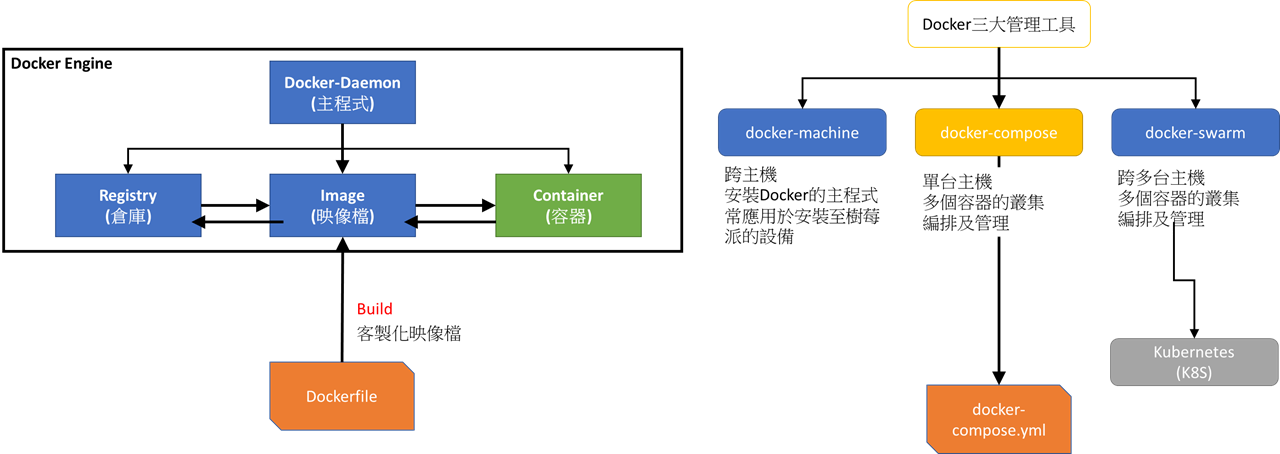 Docker Engine
Docker-Daemon
(主程式)
Registry
(倉庫)
Image
(映像檔)
Container
(容器)
Build
客製化映像檔
Dockerfile
Docker三大管理工具
docker-machine
跨主機
安裝Docker的主程式
常應用於安裝至樹莓
派的設備
docker-compose
單台主機
多個容器的叢集
編排及管理
docker-
compose.yml
docker-swarm
跨多台主機
多個容器的叢集
編排及管理
Kubernetes
(K8S)